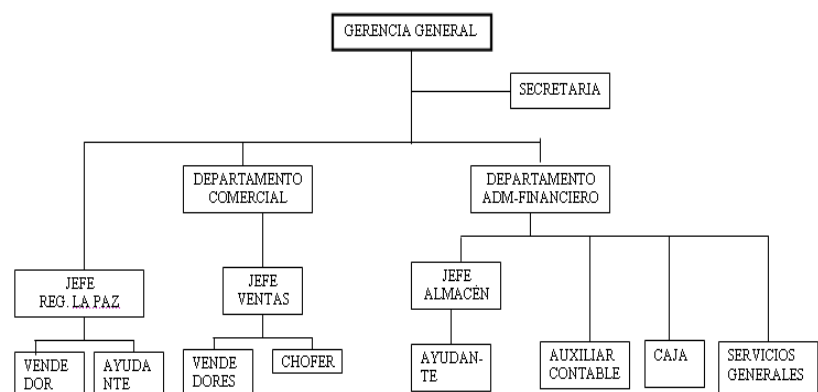 GERENCIA GENERAL
SECRETARIA
DEPARTAMENTO
COMERCIAL
DEPARTAMENTO
ADM-FINANCIERO
JEFE
REG. LA PAZ
JEFE
VENTAS
JEFE
ALMACÉN
VENDE
DOR
AYUDA
NTE
VENDE
DORES
CHOFER
AYUDAN-
TE
AUXILIAR
CONTABLE
CAJA
SERVICIOS
GENERALES